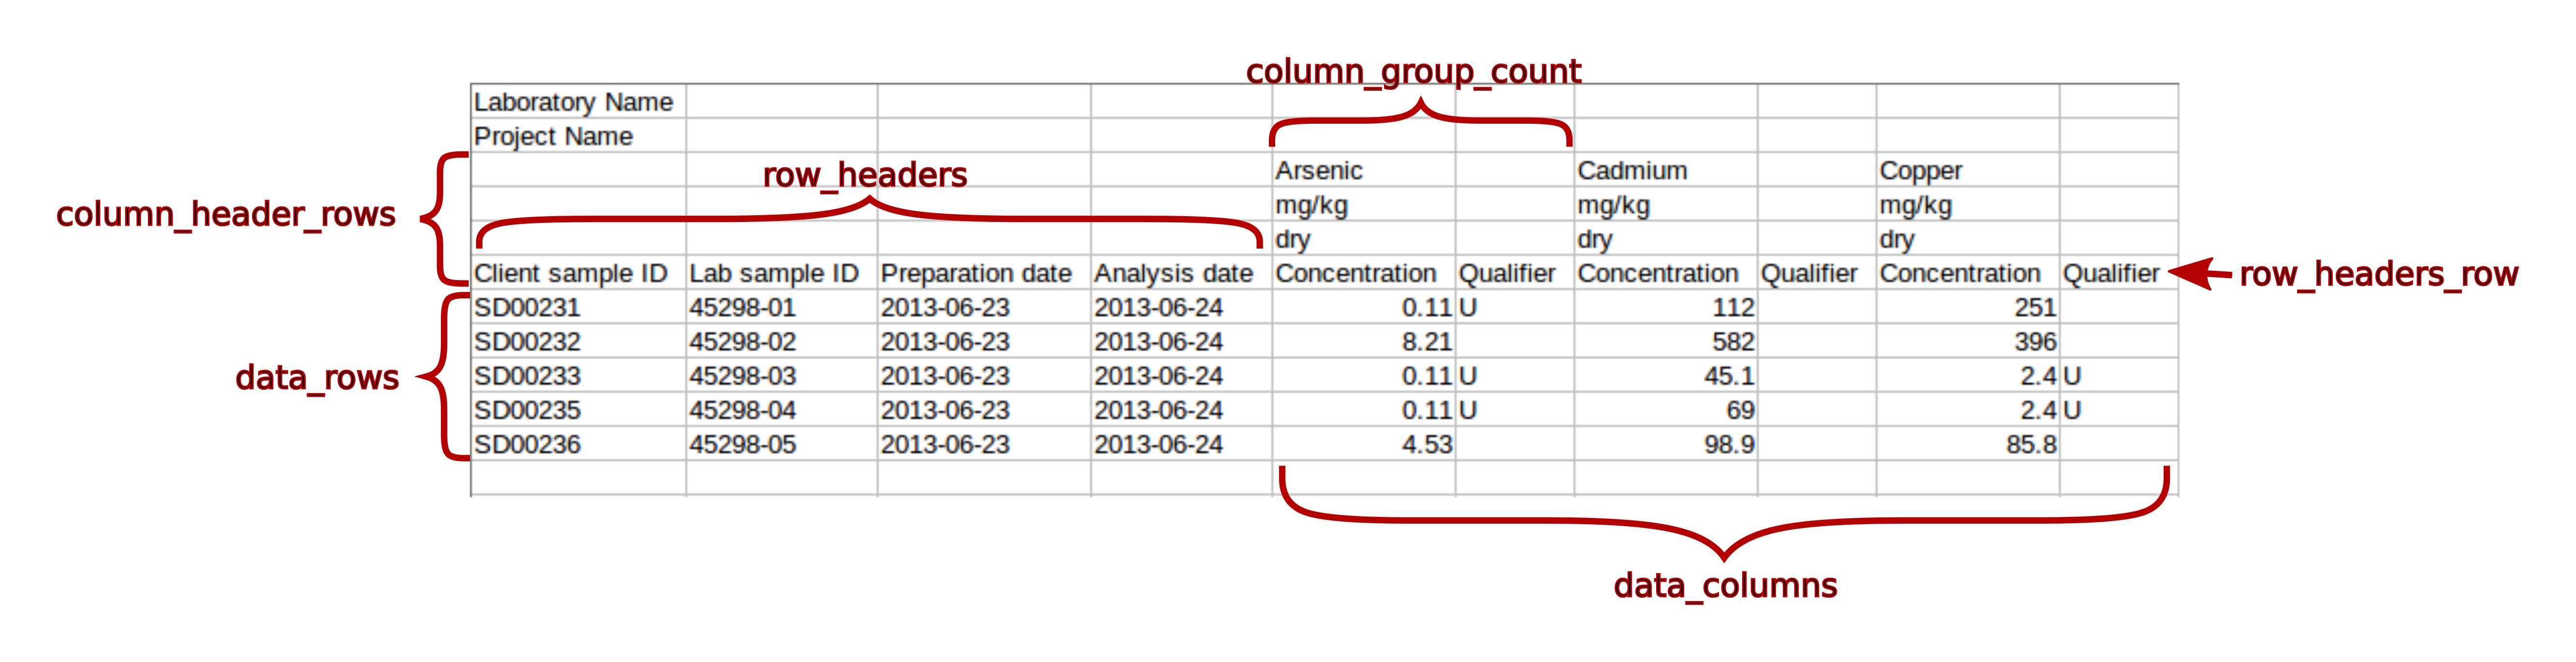 column_group_count
Laboratory Name
Project Name
row_headers
Arsenic Cadmium Copper
column_header_rows
mg/kg mg/kg mg/kg
dry dry dry
Client sample ID Lab sample ID Preparation date Analysis date Concentration Qualifier Concentration Qualifier Concentration Qualifier
row_headers_row
SD00231 45298-01 2013-06-23 2013-06-24 0.11 U 112 251
SD00232 45298-02 2013-06-23 2013-06-24 8.21 582 396
data_rows
SD00233 45298-03 2013-06-23 2013-06-24 0.11 U 45.1 2.4 U
SD00235 45298-04 2013-06-23 2013-06-24 0.11 U 69 2.4 U
SD00236 45298-05 2013-06-23 2013-06-24 4.53 98.9 85.8
data_columns